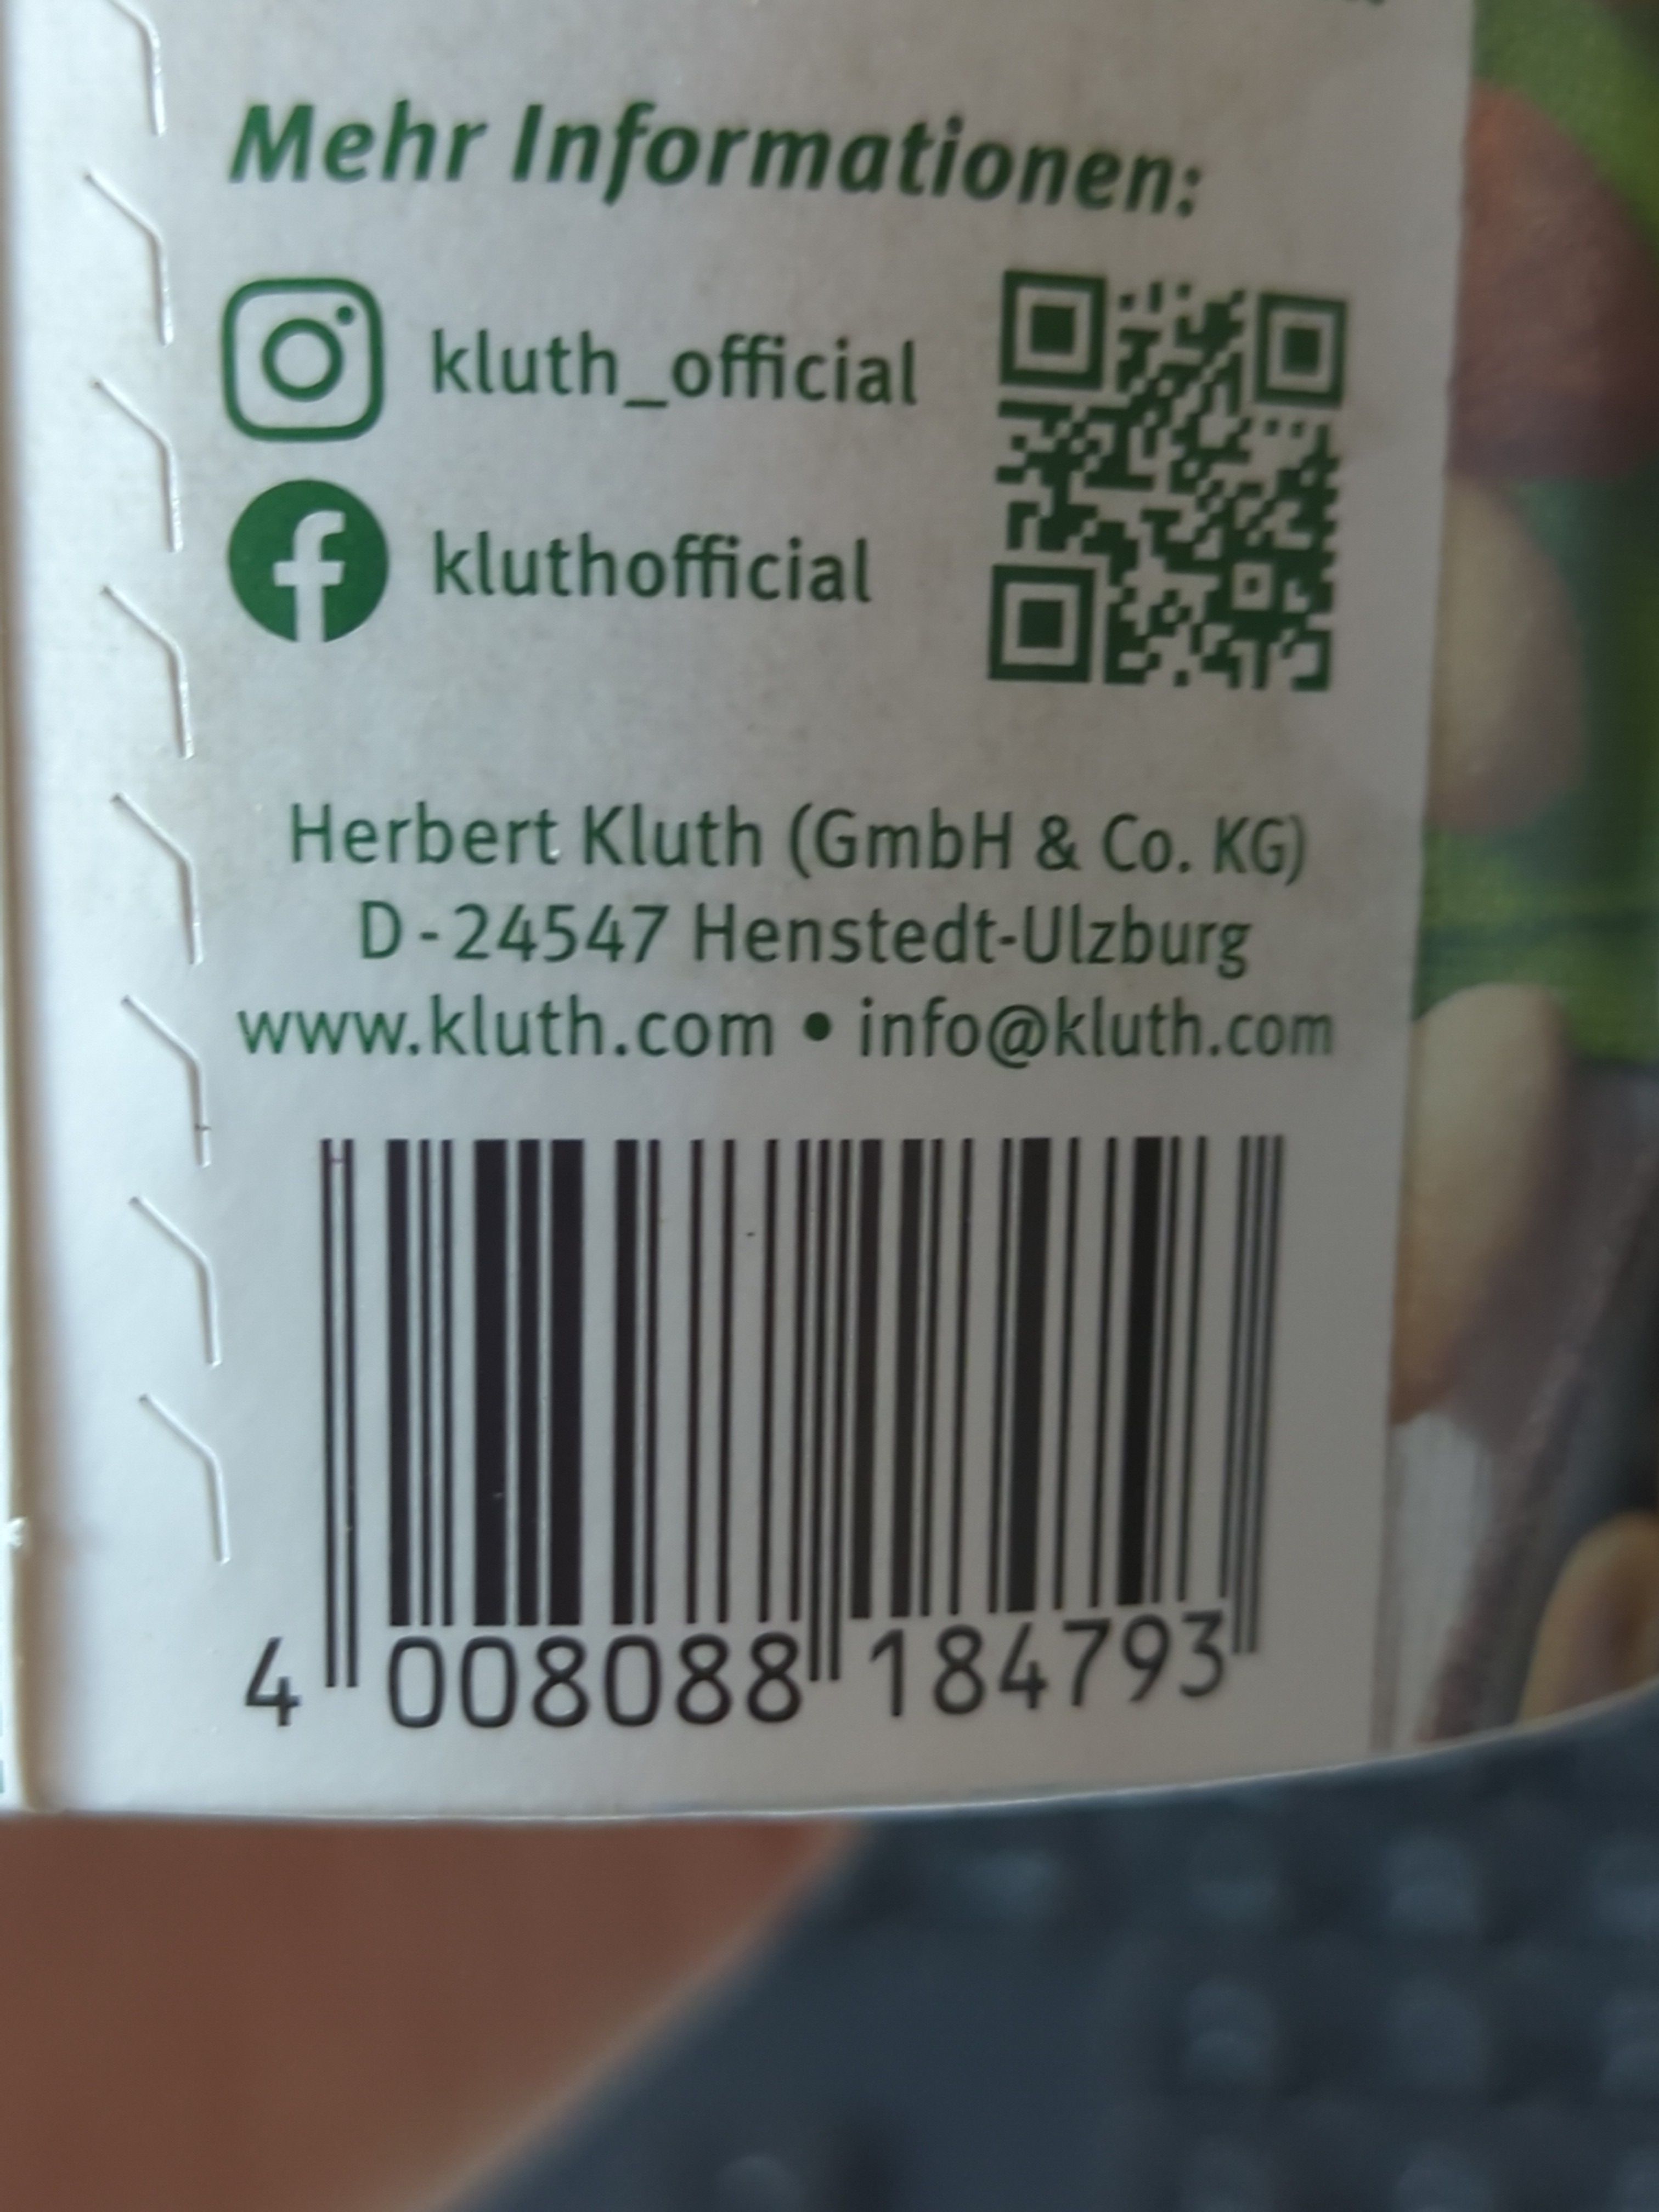 Mehr Informationen:
kluth_official
kluthofficial
Herbert Kluth (GmbH & Co. KG)
D-24547 Henstedt-Ulzburg
www.kluth.com • info@kluth.com
4 008088 184793